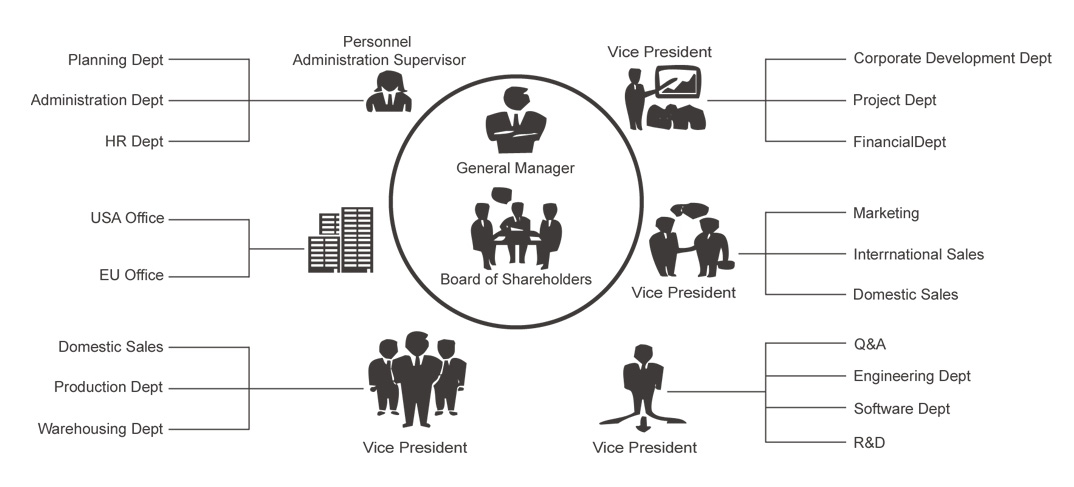 Personnel
Administration Supervisor
Planning Dept
Administration Dept
HR Dept
Vice President
Corporate Development Dept
Project Dept
FinancialDept
General Manager
Board of Shareholders
USA Office
EU Office
Vice President
Marketing
Interrnational Sales
Domestic Sales
Domestic Sales
Production Dept
Warehousing Dept
Vice President
Vice President
Q&A
Engineering Dept
Software Dept
R&D